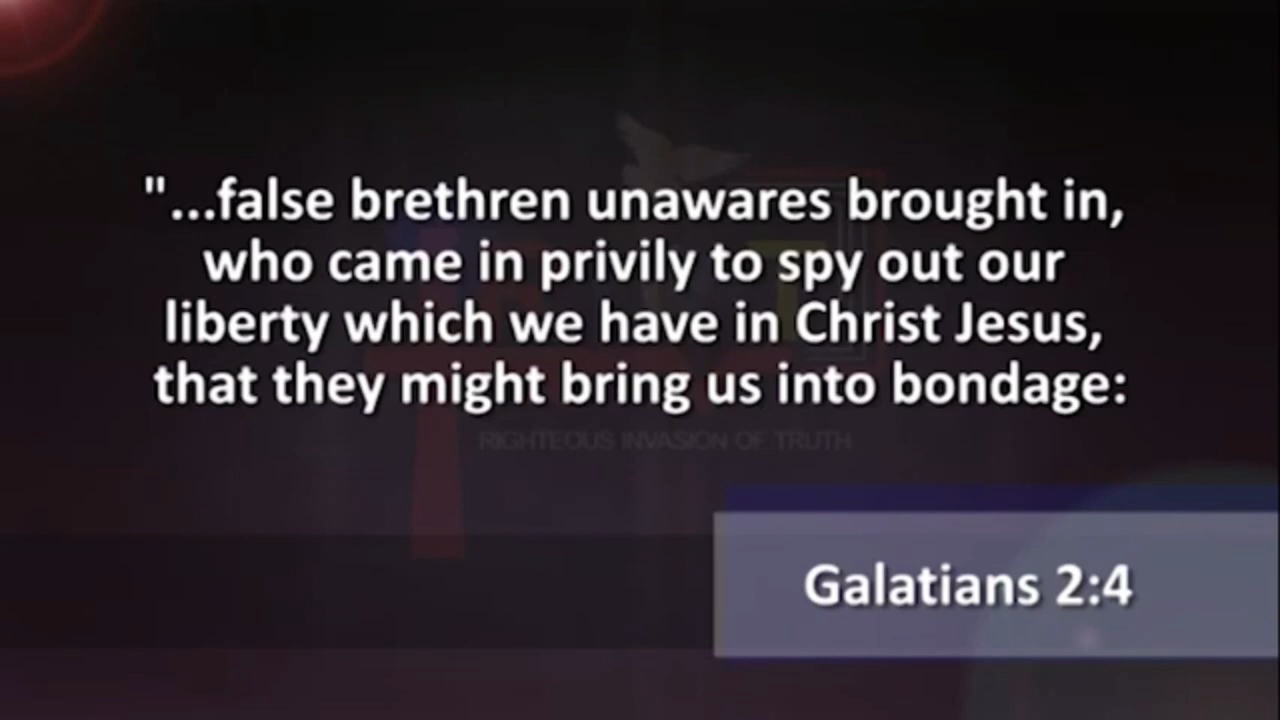 "...false brethren unawares brought in,
who came in privily to spy out our
liberty which we have in Christ Jesus,
that they might bring us into bondage:
RIGHTEOUS INVASION OF TRUTH
Galatians 2:4